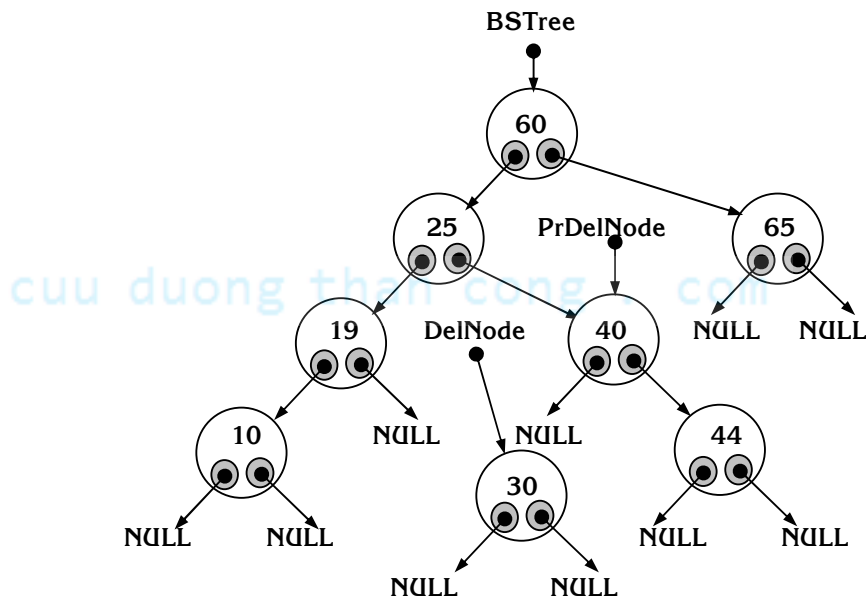 BSTree
60
25
PrDelNode
65
cuu duong than cong . com
19
DelNode
40
NULL
NULL
10
NULL
NULL
44
30
NULL
NULL
NULL
NULL
NULL
NULL